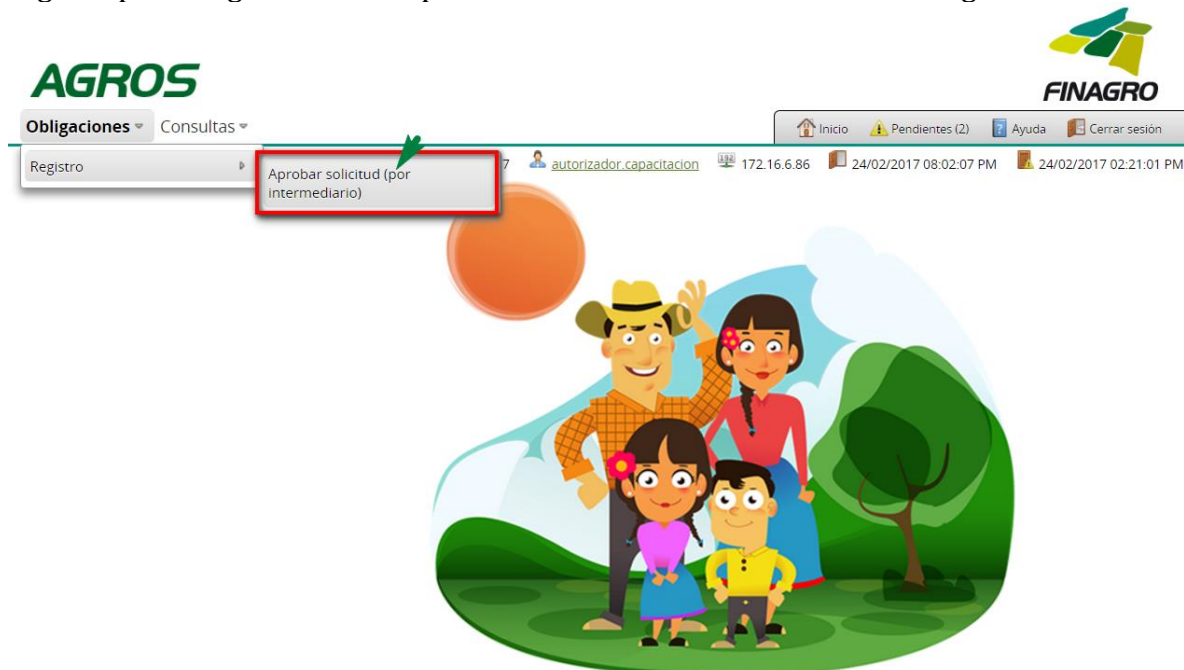 AGROS
FINAGRO
Obligaciones Consultas
Inicio Pendientes (2) Ayuda Cerrar sesión
Registro
Aprobar solicitud (por
intermediario)
7 autorizador.capacitacion 172.16.6.86 24/02/2017 08:02:07 PM 24/02/2017 02:21:01 PM